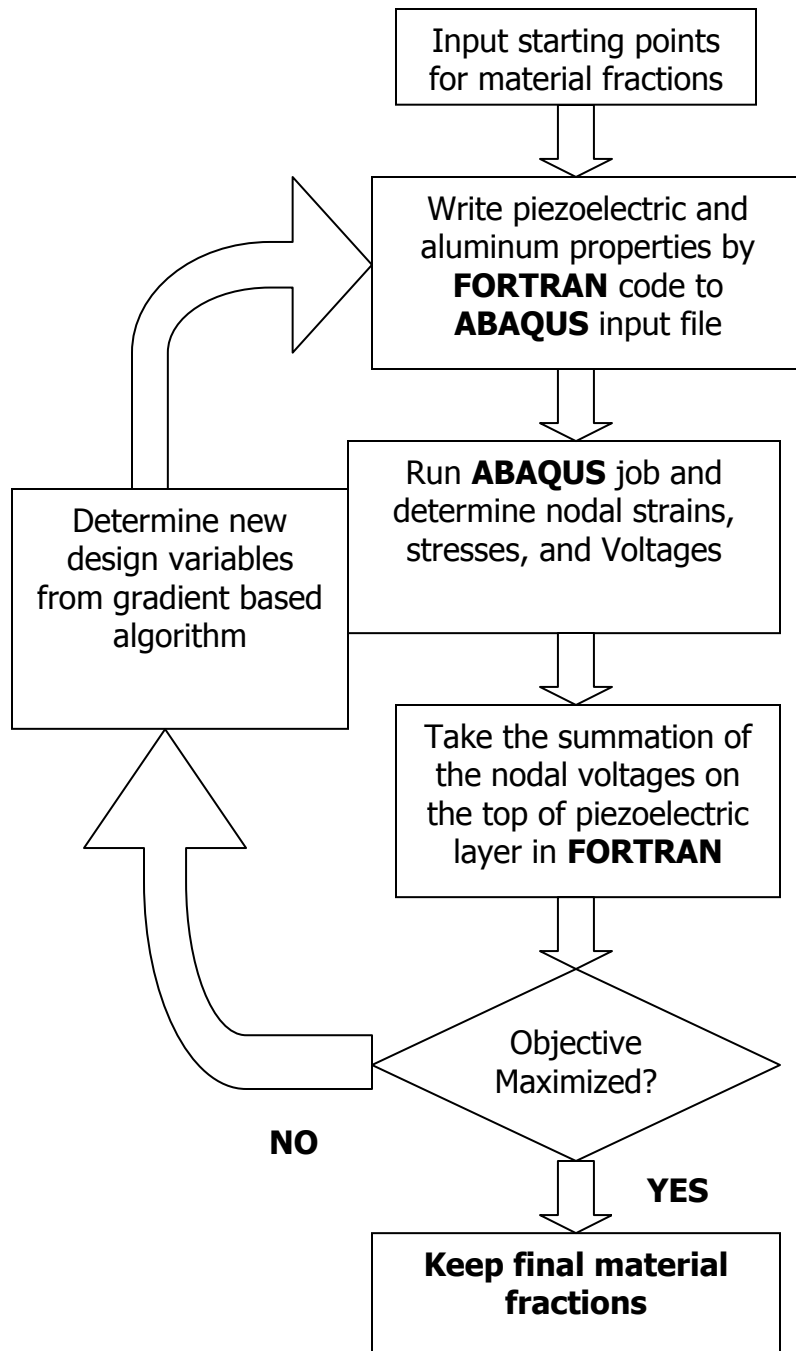 Input starting points
for material fractions
Write piezoelectric and
aluminum properties by
FORTRAN code to
ABAQUS input file
Run ABAQUS job and
determine nodal strains,
stresses, and Voltages
Determine new
design variables
from gradient based
algorithm
Take the summation of
the nodal voltages on
the top of piezoelectric
layer in FORTRAN
Objective
Maximized?
NO
YES
Keep final material
fractions